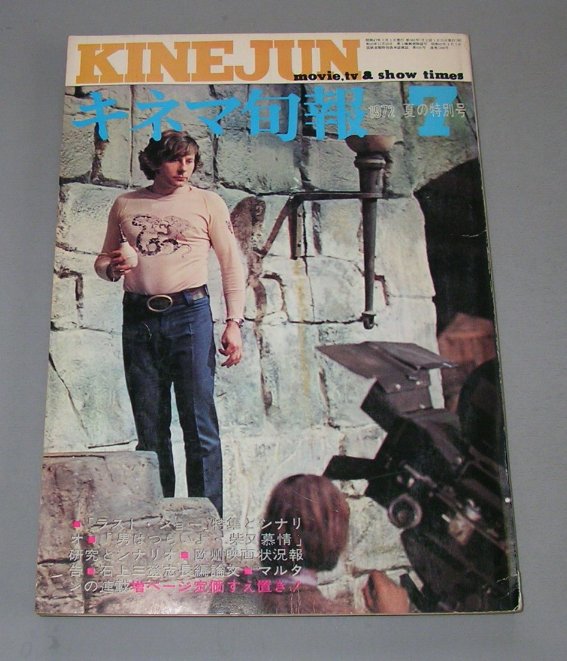 KINEJUN
movie, tv & show times
キネマ旬報
1972 夏の特別号 7
■「ラスト・ショー」特集とシナリ
オ■「男はつらいよ・柴又慕情」
研究とシナリオ■欧州映画状況報
告■石上三登志長編論文■マルタ
ンの連載■増ページ定価すえ置き!